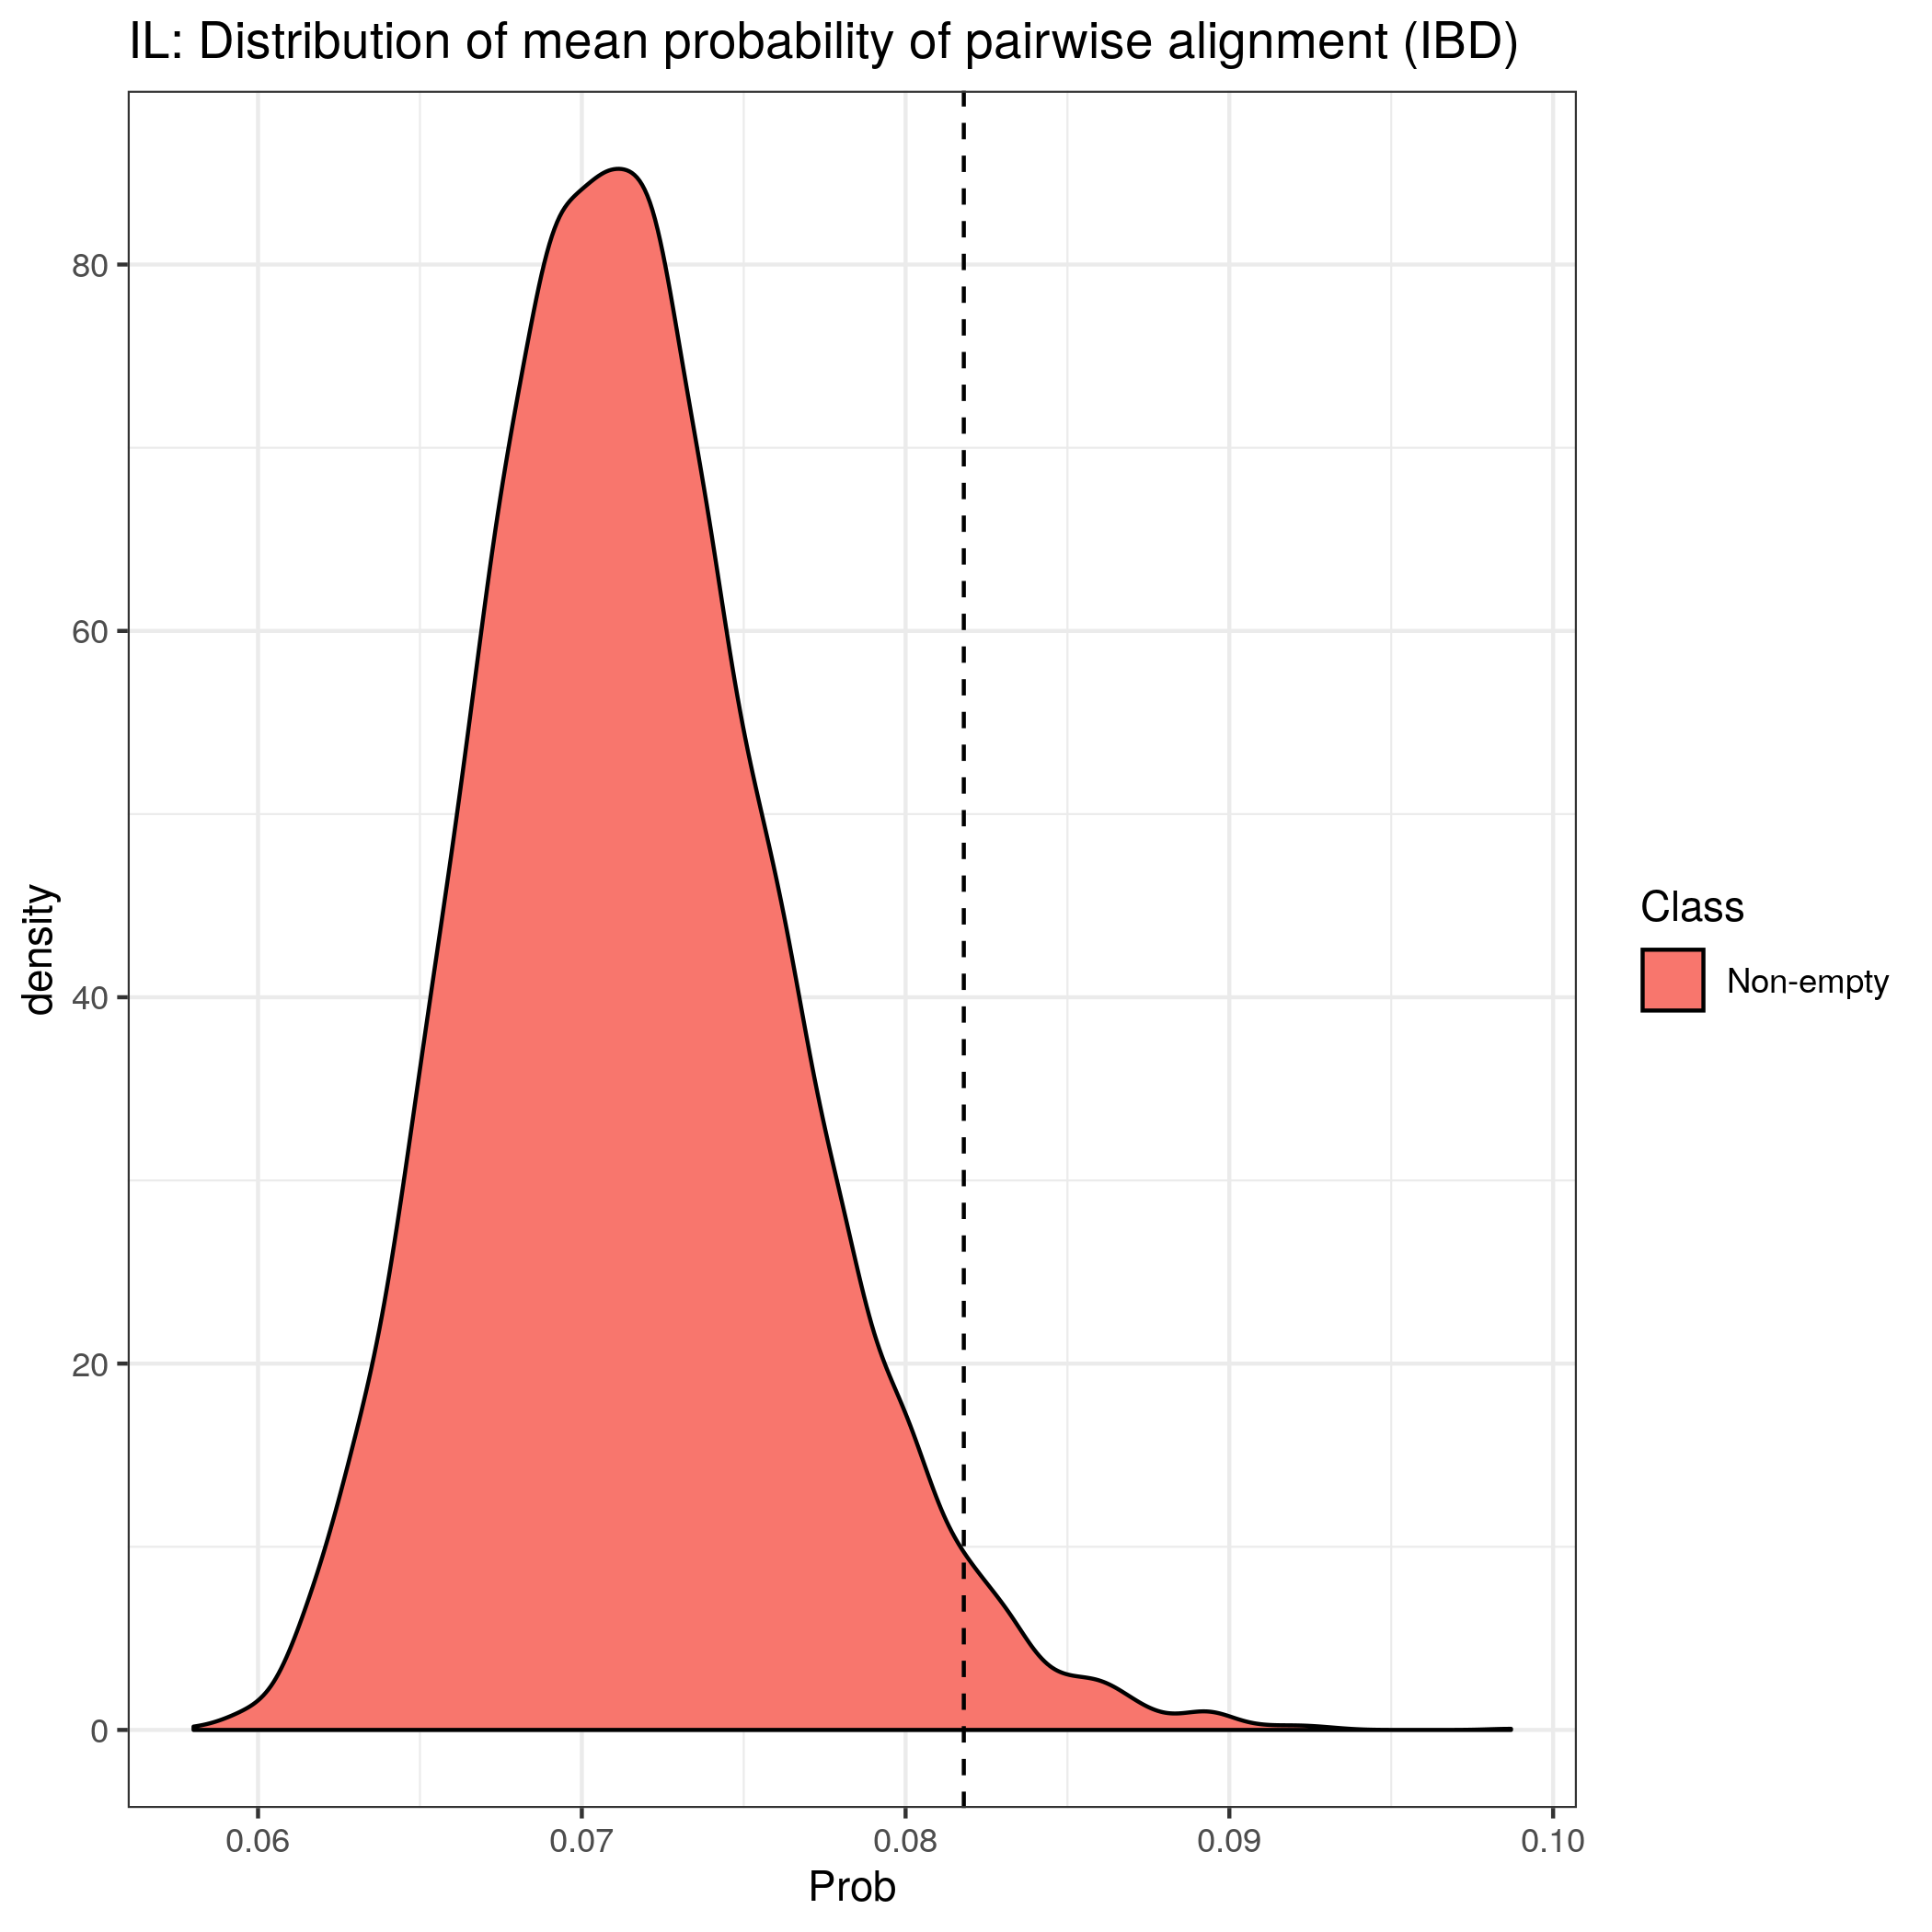 IL: Distribution of mean probability of pairwise alignment (IBD)
density
80
60
40
20
0
0.06 0.07 0.08 0.09 0.10
Prob
Class
Non-empty